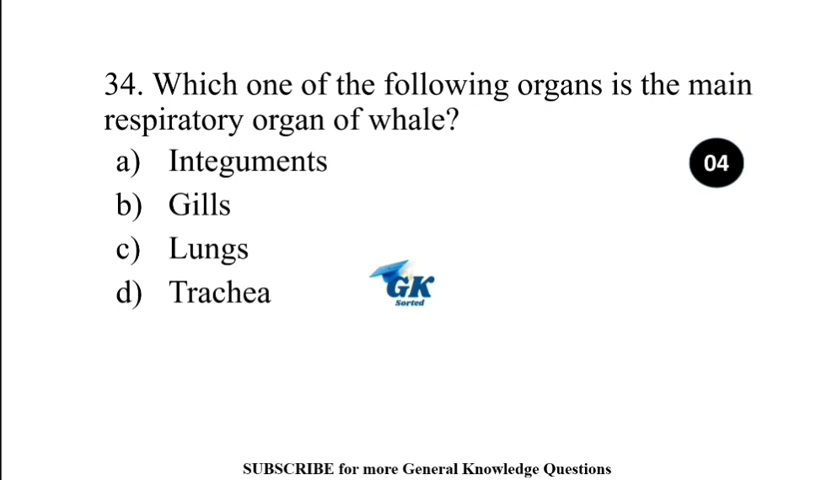 34. Which one of the following organs is the main
respiratory organ of whale?
a) Integuments
04
b) Gills
c) Lungs
d) Trachea
GK
Sorted
SUBSCRIBE for more General Knowledge Questions